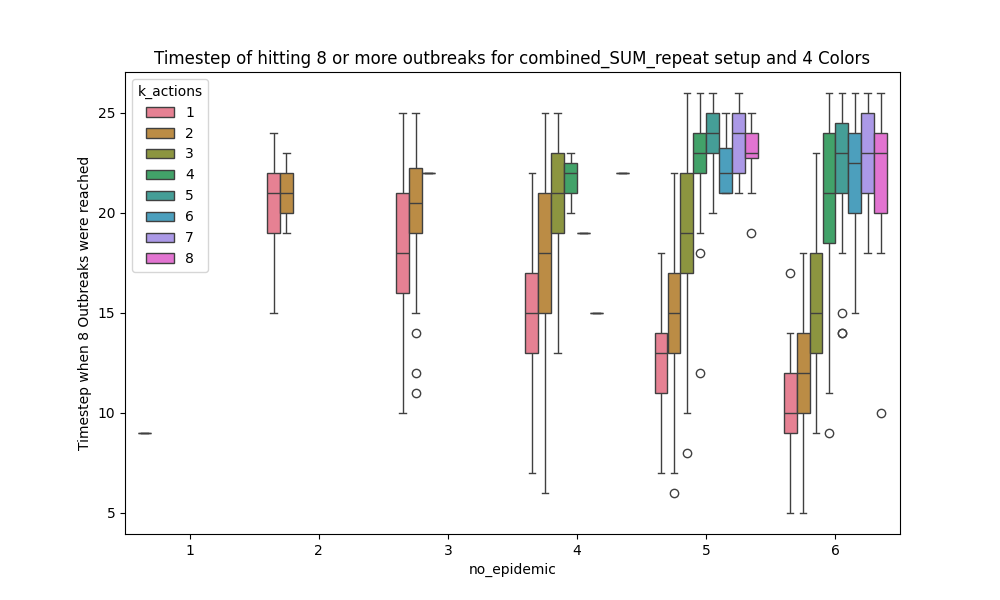 Timestep of hitting 8 or more outbreaks for combined_SUM_repeat setup and 4 Colors
k_actions
1
2
3
4
5
6
7
8
Timestep when 8 Outbreaks were reached
25
20
15
10
5
1 2 3 4 5 6
no_epidemic